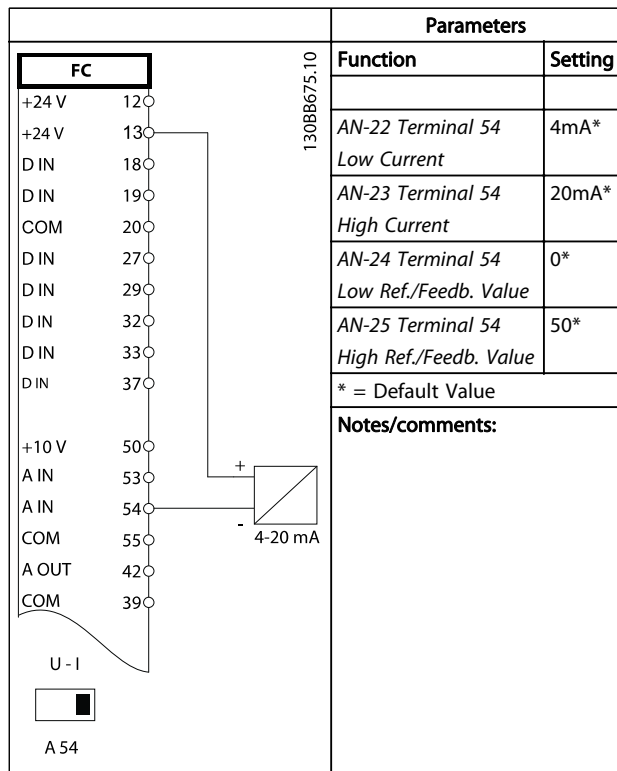 FC
130BB675.10
+24 V 12
+24 V 13
D IN 18
D IN 19
COM 20
D IN 27
D IN 29
D IN 32
D IN 33
D IN 37
+10 V 50
A IN 53
A IN 54
COM 55
A OUT 42
COM 39
+
-
4-20 mA
U - I
A 54
Parameters
Function Setting
AN-22 Terminal 54 4mA*
Low Current
AN-23 Terminal 54 20mA*
High Current
AN-24 Terminal 54 0*
Low Ref./Feedb. Value
AN-25 Terminal 54 50*
High Ref./Feedb. Value
* = Default Value
Notes/comments: